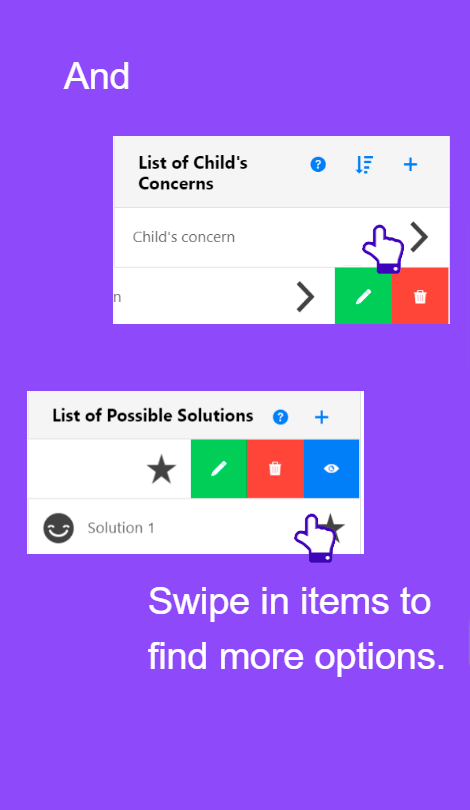 And
List of Child's
Concerns
Child's concern
n
List of Possible Solutions
Solution 1
Swipe in items to
find more options.